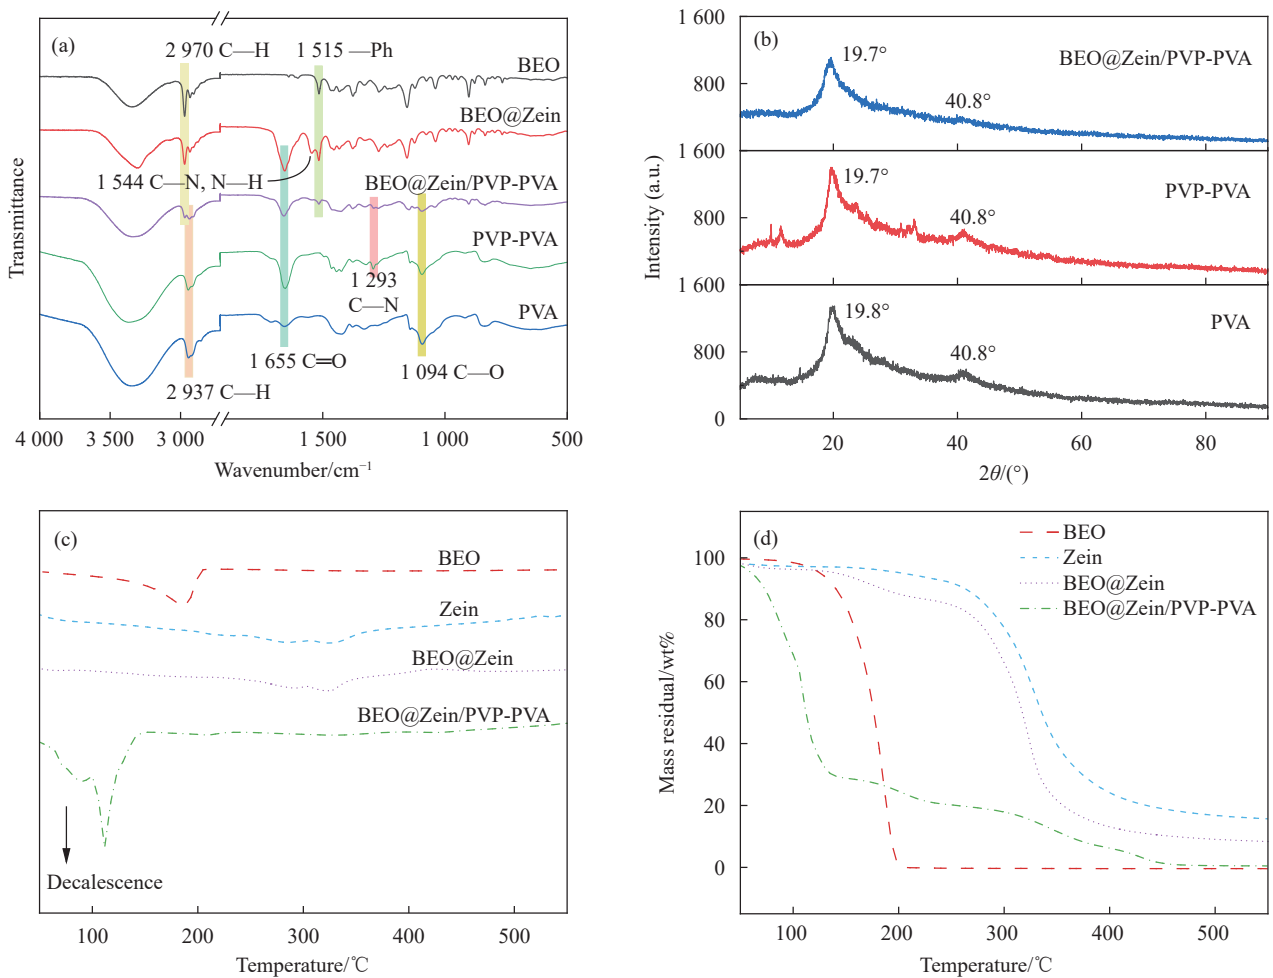 (a)
2 970 C—H
1 515 —Ph
BEO
BEO@Zein
1 544 C—N, N—H
BEO@Zein/PVP-PVA
PVP-PVA
1 293
C—N
PVA
1 655 C=O
1 094 C—O
2 937 C—H
Transmittance
4 000
3 500
3 000
1 500
1 000
500
Wavenumber/cm⁻¹
(b)
1 600
19.7°
BEO@Zein/PVP-PVA
800
40.8°
1 600
19.7°
PVP-PVA
800
40.8°
1 600
19.8°
PVA
800
40.8°
0
Intensity (a.u.)
20
40
60
80
2θ/(°)
(c)
BEO
Zein
BEO@Zein
BEO@Zein/PVP-PVA
Decalescence
100
200
300
400
500
Temperature/℃
(d)
BEO
Zein
BEO@Zein
BEO@Zein/PVP-PVA
100
80
60
40
20
0
Mass residual/wt%
100
200
300
400
500
Temperature/℃